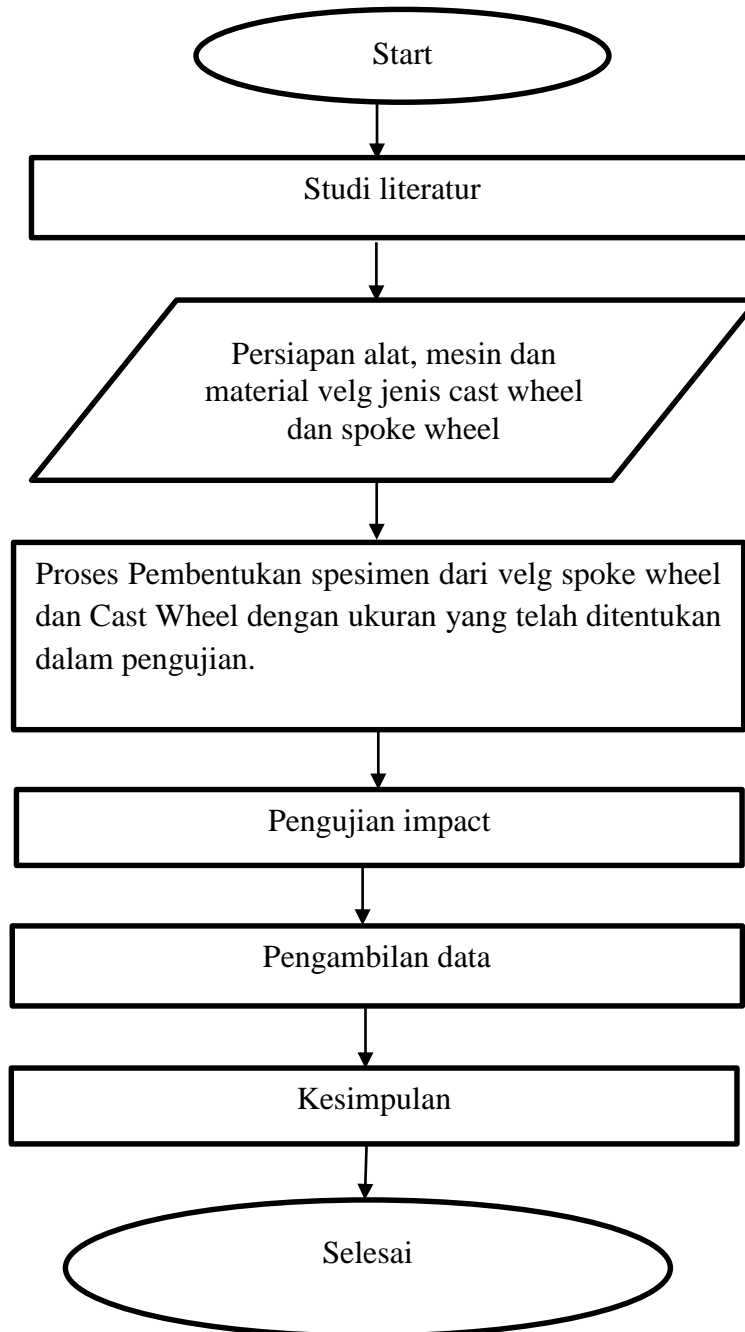 Start
Studi literatur
Persiapan alat, mesin dan
material velg jenis cast wheel
dan spoke wheel
Proses Pembentukan spesimen dari velg spoke wheel
dan Cast Wheel dengan ukuran yang telah ditentukan
dalam pengujian.
Pengujian impact
Pengambilan data
Kesimpulan
Selesai